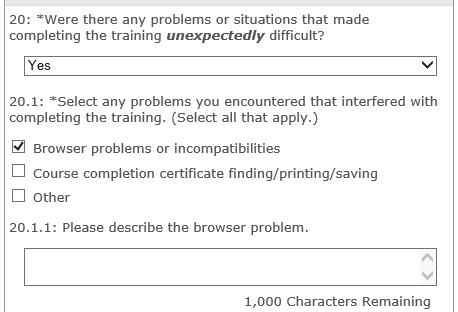 20: *Were there any problems or situations that made
completing the training unexpectedly difficult?
Yes
20.1: *Select any problems you encountered that interfered with
completing the training. (Select all that apply.)
Browser problems or incompatibilities
Course completion certificate finding/printing/saving
Other
20.1.1: Please describe the browser problem.
1,000 Characters Remaining